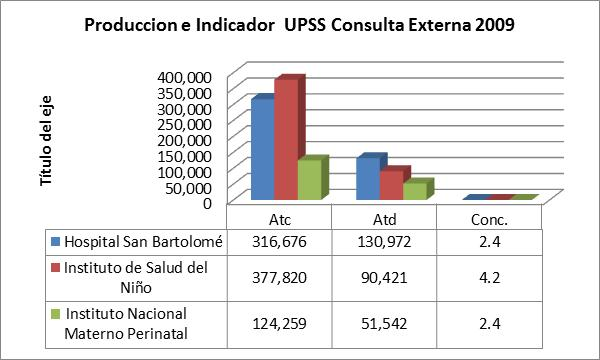 Produccion e Indicador  UPSS Consulta Externa 2009
Título del eje
400,000
350,000
300,000
250,000
200,000
150,000
100,000
50,000
0
Atc Atd Conc.
Hospital San Bartolomé 316,676 130,972 2.4
Instituto de Salud del
Niño 377,820 90,421 4.2
Instituto Nacional
Materno Perinatal 124,259 51,542 2.4